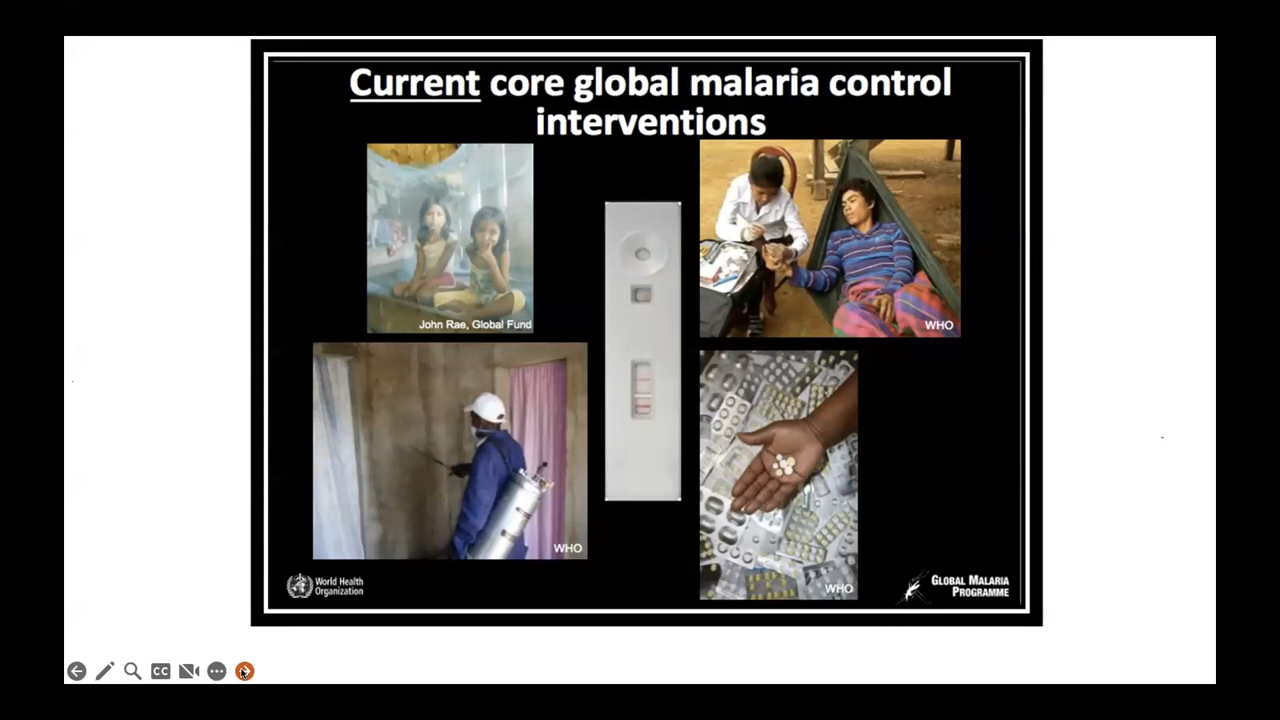 Current core global malaria control
interventions
John Rae, Global Fund
WHO
WHO
WHO
World Health
Organization
GLOBAL MALARIA
PROGRAMME
CC